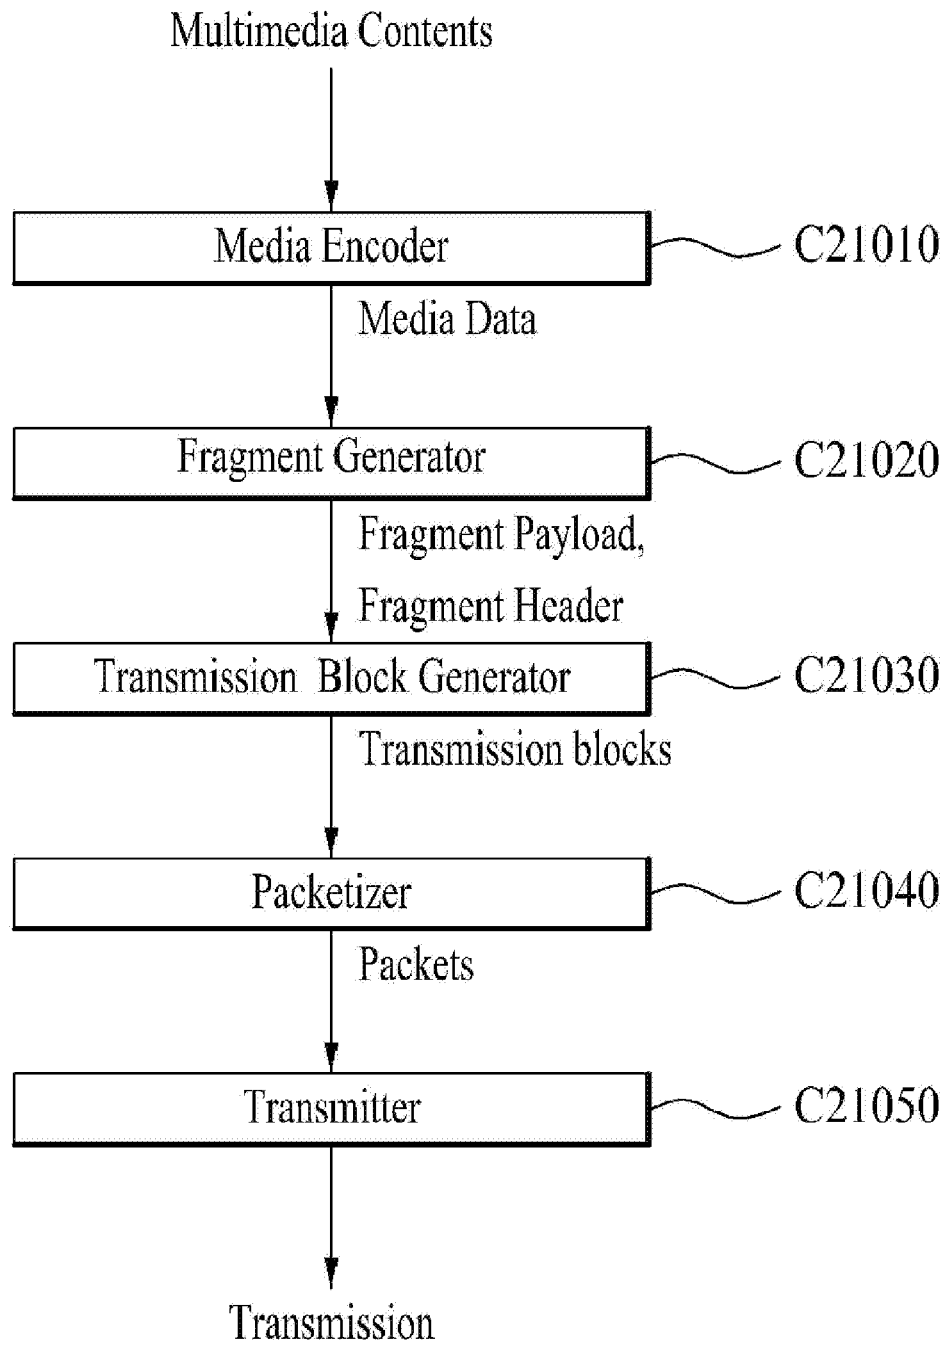 Multimedia Contents
Media Encoder
C21010
Media Data
Fragment Generator
C21020
Fragment Payload,
Fragment Header
Transmission Block Generator
C21030
Transmission blocks
Packetizer
C21040
Packets
Transmitter
C21050
Transmission